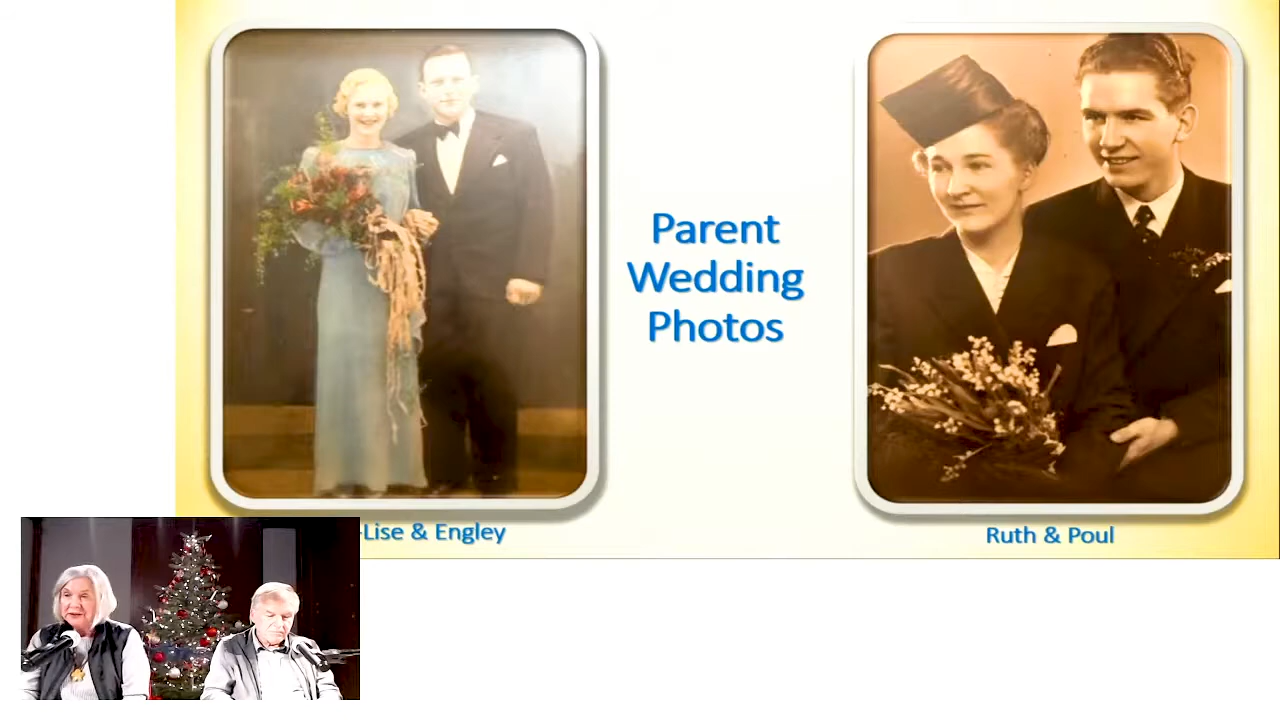 Parent
Wedding
Photos
-Lise & Engley
Ruth & Poul